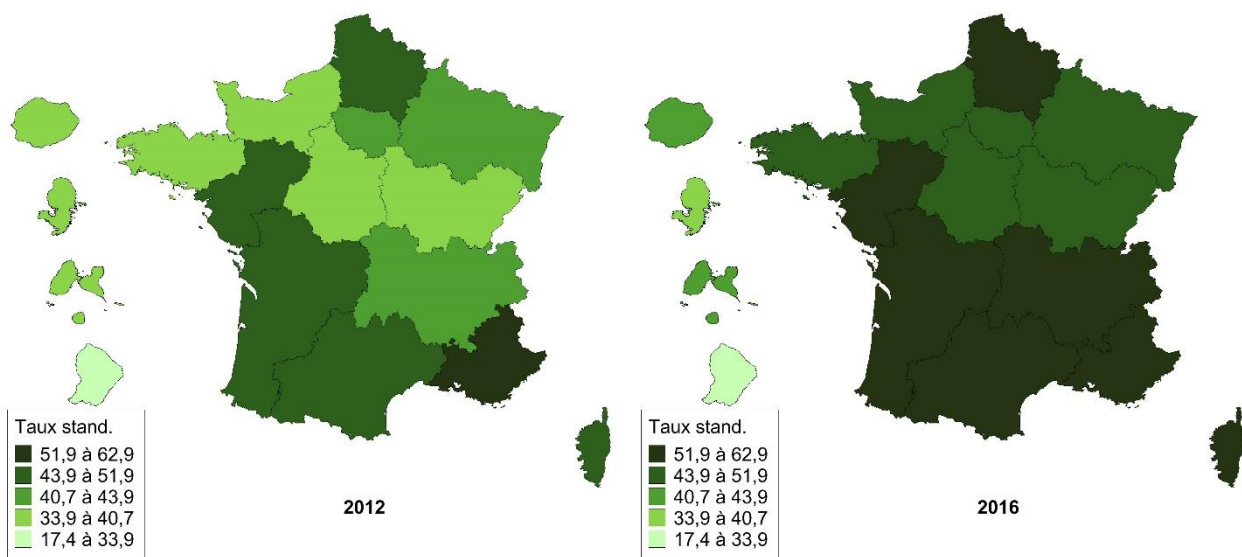 Taux stand.
51,9 à 62,9
43,9 à 51,9
40,7 à 43,9
33,9 à 40,7
17,4 à 33,9
2012
Taux stand.
51,9 à 62,9
43,9 à 51,9
40,7 à 43,9
33,9 à 40,7
17,4 à 33,9
2016